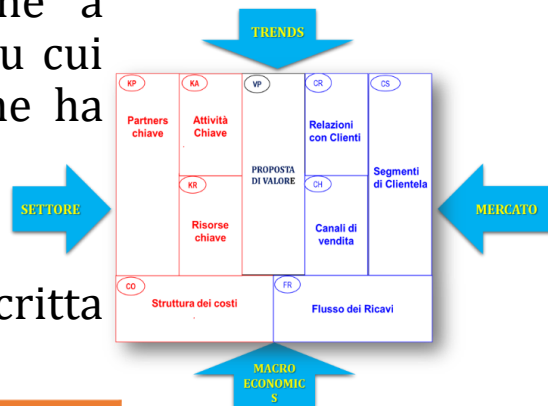 ne a
u cui
ne ha
critta
TRENDS
SETTORE
MERCATO
MACRO
ECONOMIC
S
KP
Partners
chiave
KA
Attività
Chiave
KR
Risorse
chiave
VP
PROPOSTA
DI VALORE
CR
Relazioni
con Clienti
CH
Canali di
vendita
CS
Segmenti
di Clientela
CO
Struttura dei costi
FR
Flusso dei Ricavi